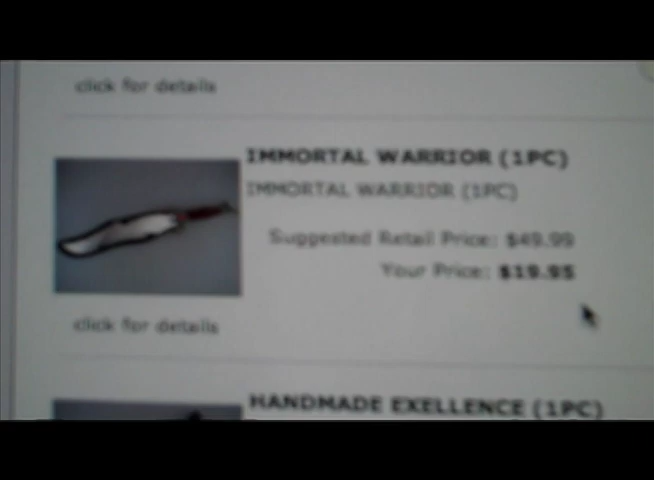 click for details
IMMORTAL WARRIOR (1PC)
IMMORTAL WARRIOR (1PC)
Suggested Retail Price: $49.99
Your Price: $19.95
click for details
HANDMADE EXELLENCE (1PC)